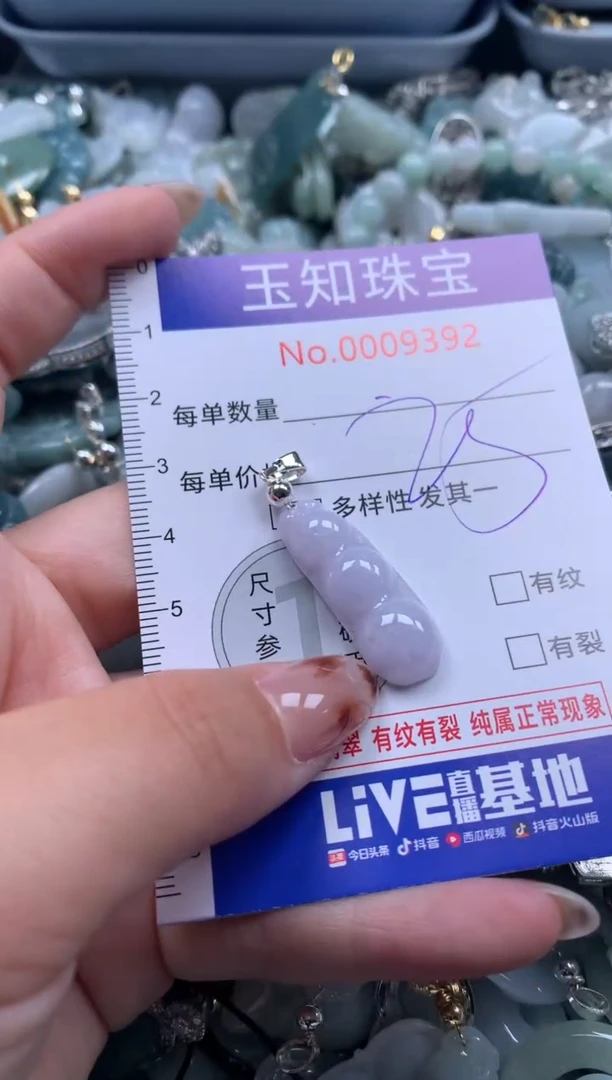 玉知珠宝
No.0009392
0
1
每单数量
2
3
每单价
多样性发其一
4
尺
寸
参
5
有纹
有裂
翠 有纹有裂 纯属正常现象
LIVE直播基地
今日头条 抖音 西瓜视频 抖音火山版